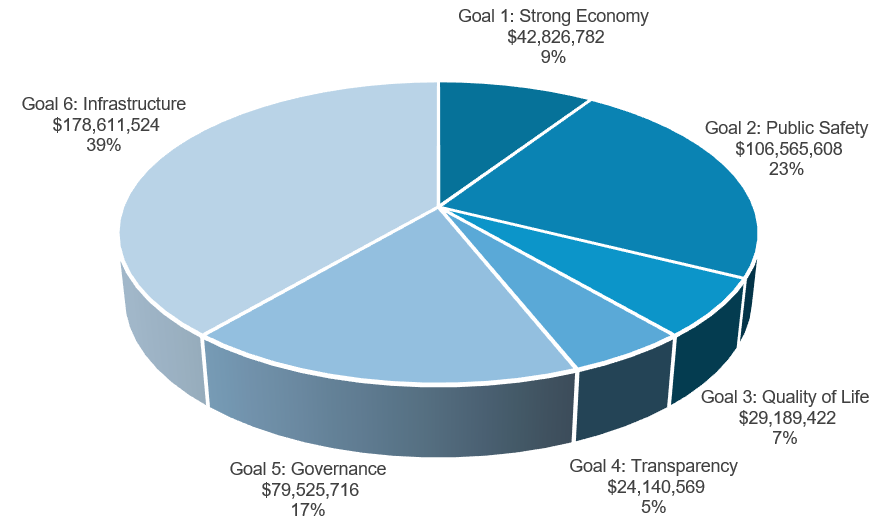 Goal 1: Strong Economy
$42,826,782
9%
Goal 2: Public Safety
$106,565,608
23%
Goal 3: Quality of Life
$29,189,422
7%
Goal 4: Transparency
$24,140,569
5%
Goal 5: Governance
$79,525,716
17%
Goal 6: Infrastructure
$178,611,524
39%